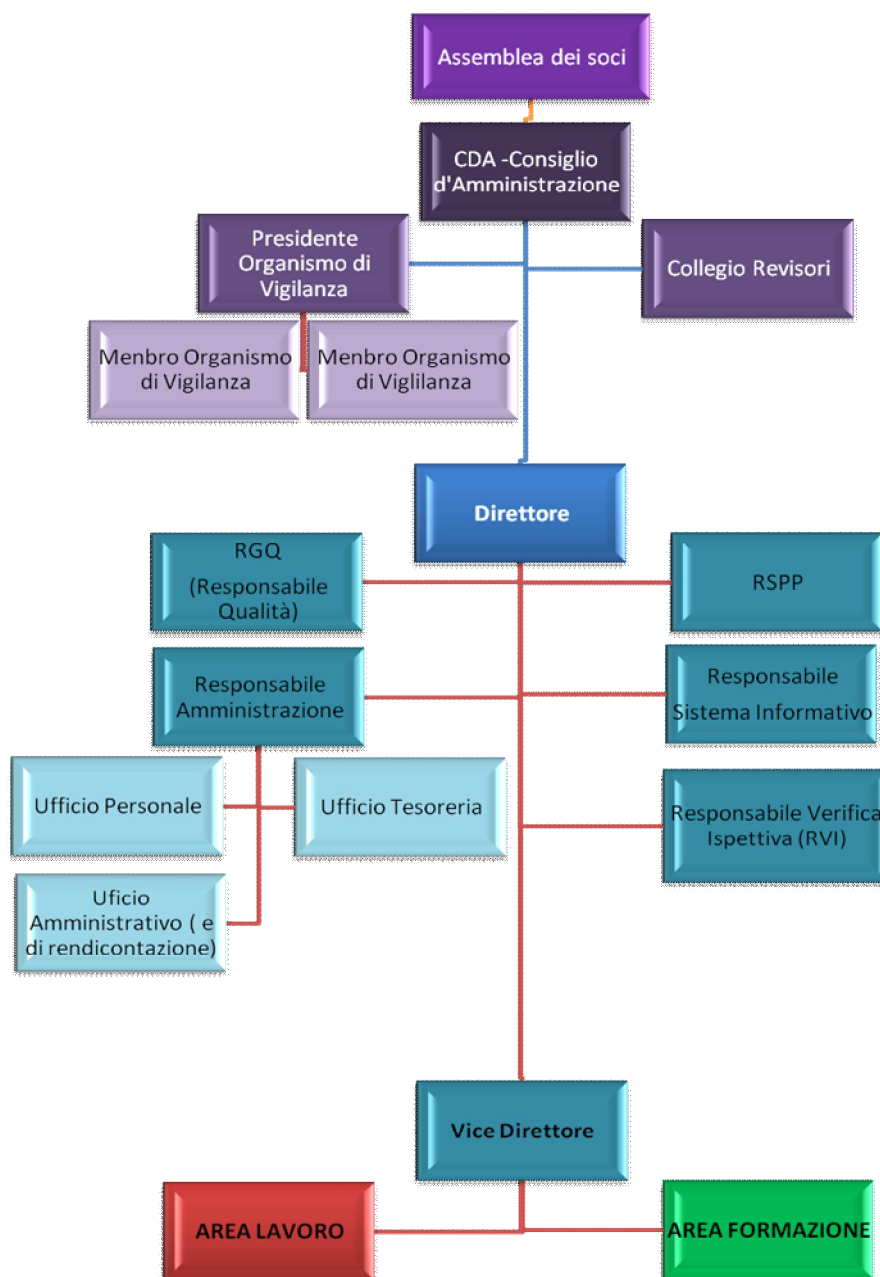 Assemblea dei soci
CDA -Consiglio
d'Amministrazione
Presidente
Organismo di
Vigilanza
Collegio Revisori
Menbro Organismo
di Vigilanza
Menbro Organismo
di Viglilanza
Direttore
RGQ
(Responsabile
Qualità)
RSPP
Responsabile
Amministrazione
Responsabile
Sistema Informativo
Ufficio Personale
Ufficio Tesoreria
Responsabile Verifica
Ispettiva (RVI)
Uficio
Amministrativo ( e
di rendicontazione)
Vice Direttore
AREA LAVORO
AREA FORMAZIONE